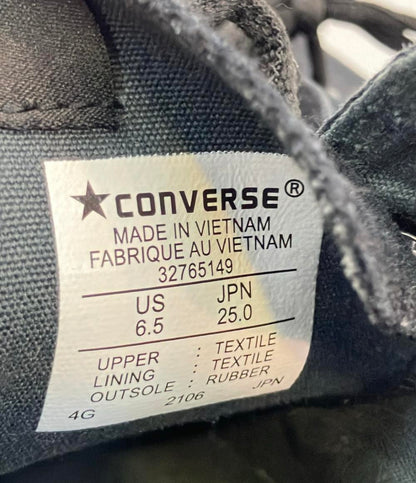 ★CONVERSE®
MADE IN VIETNAM
FABRIQUE AU VIETNAM
32765149
US JPN
6.5 25.0
UPPER : TEXTILE
LINING : TEXTILE
OUTSOLE : RUBBER
4G 2106 JPN